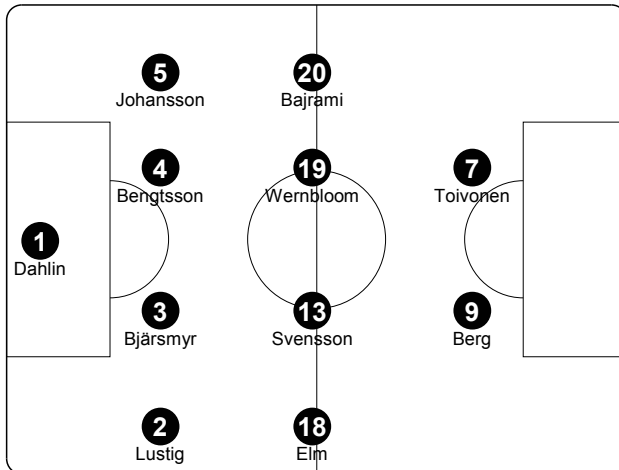 5
Johansson
20
Bajrami
4
Bengtsson
19
Wernbloom
7
Toivonen
1
Dahlin
3
Bjärsmyr
13
Svensson
9
Berg
2
Lustig
18
Elm